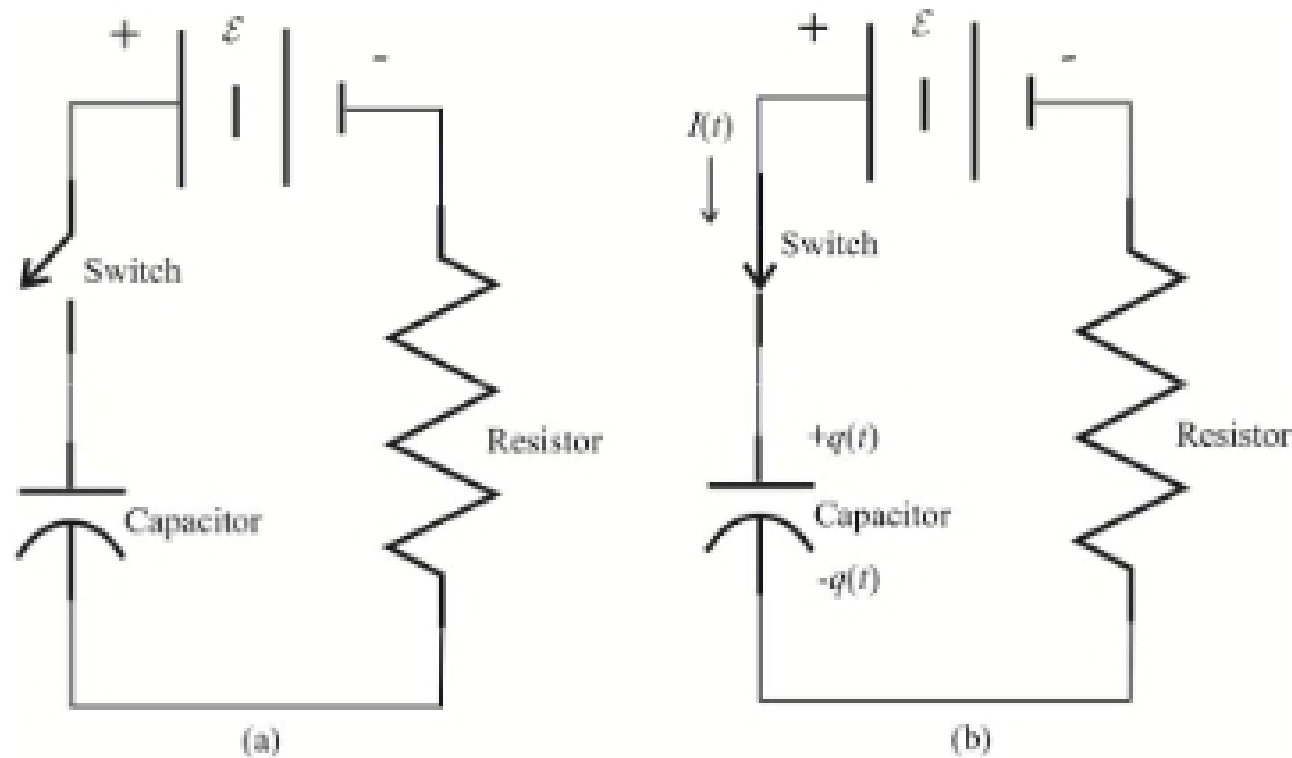 + ε -
Switch
Capacitor
Resistor
(a)
+ ε -
I(t)
Switch
+q(t)
Capacitor
-q(t)
Resistor
(b)